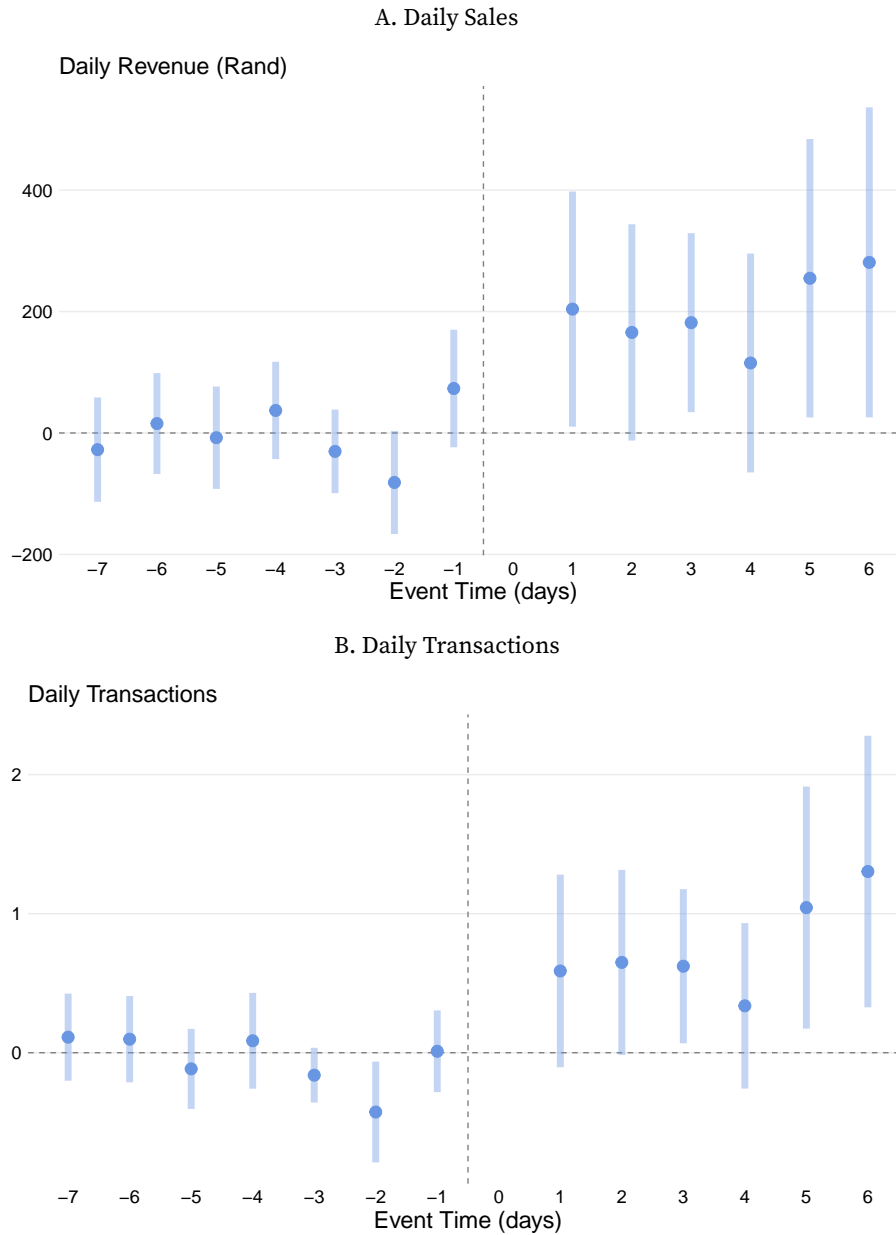 A. Daily Sales
Daily Revenue (Rand)
400
200
0
−200
−7 −6 −5 −4 −3 −2 −1 0 1 2 3 4 5 6
Event Time (days)
B. Daily Transactions
Daily Transactions
2
1
0
−7 −6 −5 −4 −3 −2 −1 0 1 2 3 4 5 6
Event Time (days)